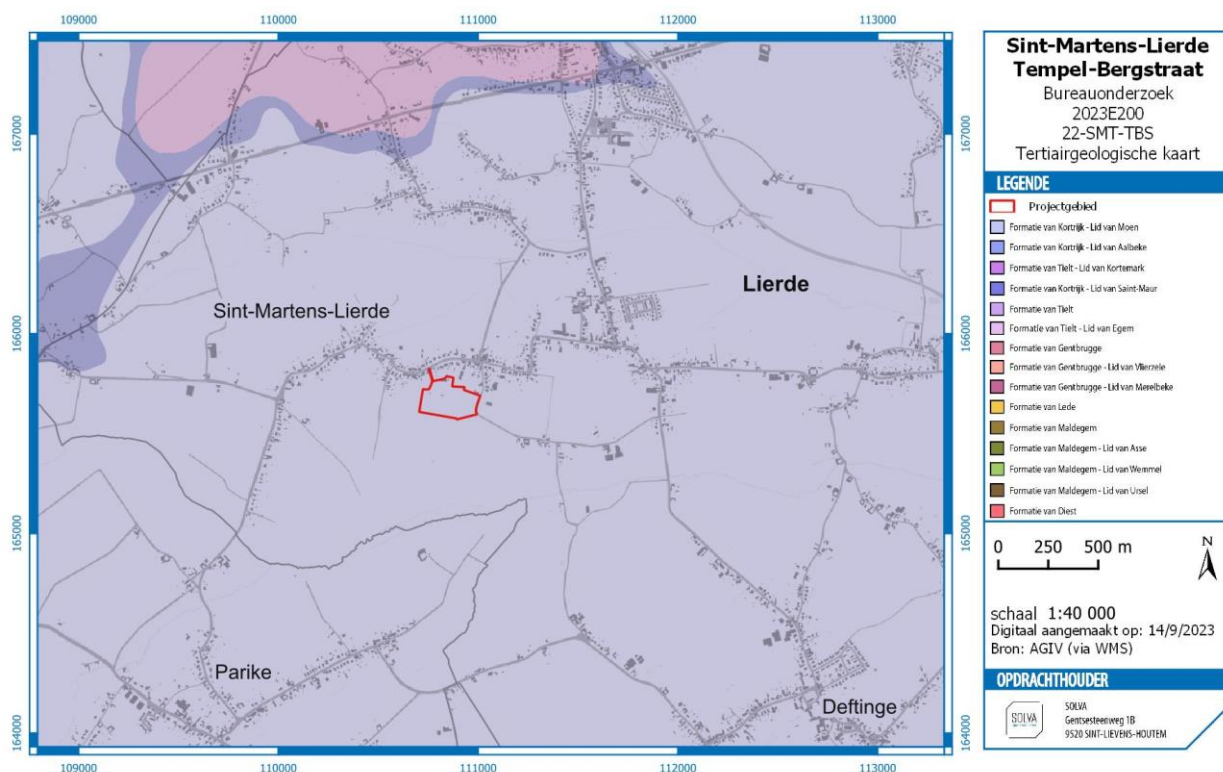 109000
110000
111000
112000
113000
167000
167000
166000
166000
165000
165000
164000
164000
Lierde
Sint-Martens-Lierde
Parike
Deftinge
109000
110000
111000
112000
113000
Sint-Martens-Lierde
Tempel-Bergstraat
Bureauonderzoek
2023E200
22-SMT-TBS
Tertiairgeologische kaart
LEGENDE
Projectgebied
Formatie van Kortrijk - Lid van Moen
Formatie van Kortrijk - Lid van Aalbeke
Formatie van Tielt - Lid van Kortemark
Formatie van Kortrijk - Lid van Saint-Maur
Formatie van Tielt
Formatie van Tielt - Lid van Egem
Formatie van Gentbrugge
Formatie van Gentbrugge - Lid van Vlierzele
Formatie van Gentbrugge - Lid van Merelbeke
Formatie van Lede
Formatie van Maldegem
Formatie van Maldegem - Lid van Asse
Formatie van Maldegem - Lid van Wemmel
Formatie van Maldegem - Lid van Ursel
Formatie van Diest
0 250 500 m
N
schaal 1:40 000
Digitaal aangemaakt op: 14/9/2023
Bron: AGIV (via WMS)
OPDRACHTHOUDER
SOLVA
SOLVA
Gentsesteenweg 1B
9520 SINT-LIEVENS-HOUTEM